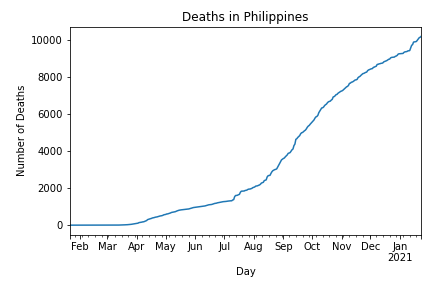 Deaths in Philippines
Number of Deaths
10000
8000
6000
4000
2000
0
Feb Mar Apr May Jun Jul Aug Sep Oct Nov Dec Jan
2021
Day